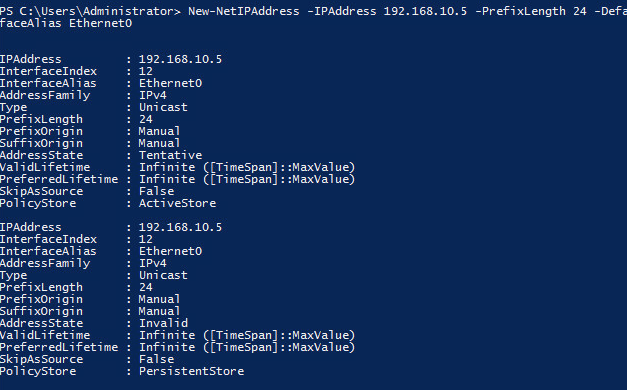 PS C:\Users\Administrator> New-NetIPAddress -IPAddress 192.168.10.5 -PrefixLength 24 -Defa
faceAlias Ethernet0
IPAddress : 192.168.10.5
InterfaceIndex : 12
InterfaceAlias : Ethernet0
AddressFamily : IPv4
Type : Unicast
PrefixLength : 24
PrefixOrigin : Manual
SuffixOrigin : Manual
AddressState : Tentative
ValidLifetime : Infinite ([TimeSpan]::MaxValue)
PreferredLifetime : Infinite ([TimeSpan]::MaxValue)
SkipAsSource : False
PolicyStore : ActiveStore
IPAddress : 192.168.10.5
InterfaceIndex : 12
InterfaceAlias : Ethernet0
AddressFamily : IPv4
Type : Unicast
PrefixLength : 24
PrefixOrigin : Manual
SuffixOrigin : Manual
AddressState : Invalid
ValidLifetime : Infinite ([TimeSpan]::MaxValue)
PreferredLifetime : Infinite ([TimeSpan]::MaxValue)
SkipAsSource : False
PolicyStore : PersistentStore